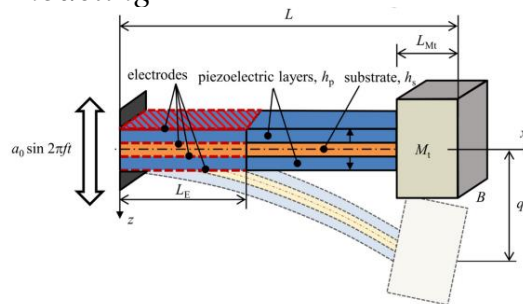 L
L_Mt
electrodes piezoelectric layers, h_p substrate, h_s
x
a_0 sin 2πft
M_t
L_E
B
q
z